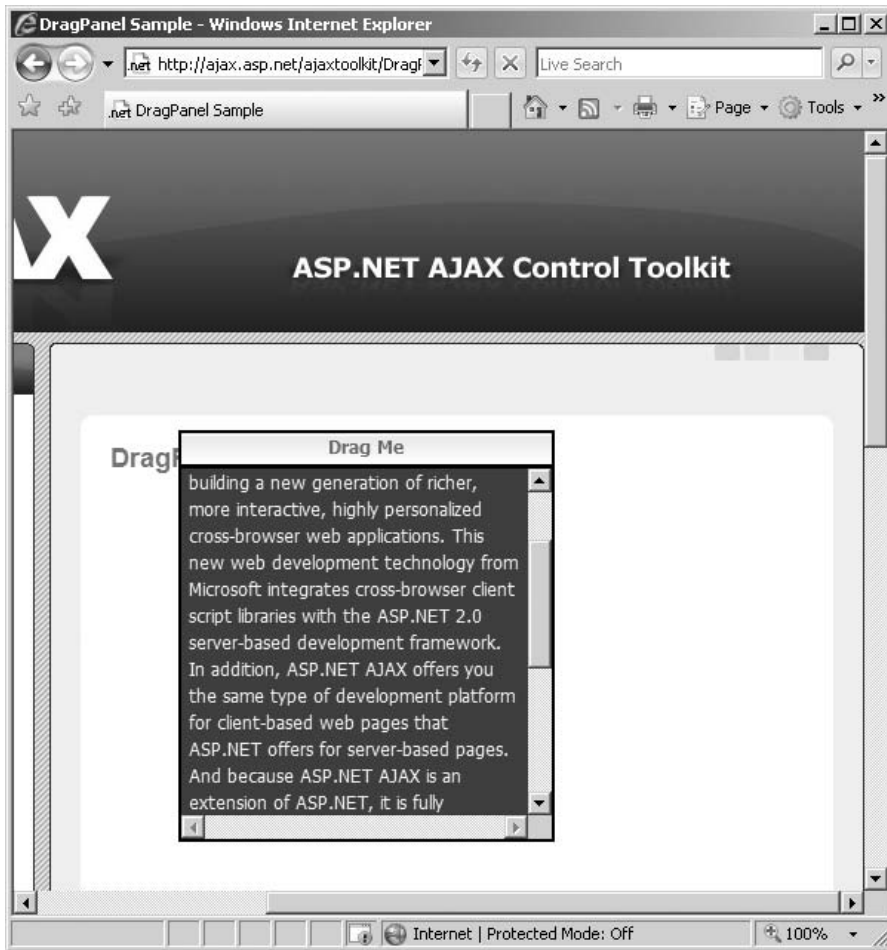 DragPanel Sample - Windows Internet Explorer
.net http://ajax.asp.net/ajaxtoolkit/Drag
Live Search
.net DragPanel Sample
Page
Tools
»
AX
ASP.NET AJAX Control Toolkit
Drag
Drag Me
building a new generation of richer,
more interactive, highly personalized
cross-browser web applications. This
new web development technology from
Microsoft integrates cross-browser client
script libraries with the ASP.NET 2.0
server-based development framework.
In addition, ASP.NET AJAX offers you
the same type of development platform
for client-based web pages that
ASP.NET offers for server-based pages.
And because ASP.NET AJAX is an
extension of ASP.NET, it is fully
Internet | Protected Mode: Off
100%